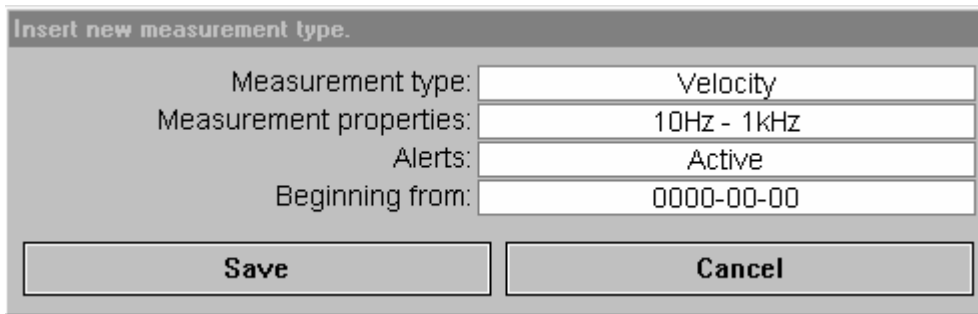 Insert new measurement type.
Measurement type: Velocity
Measurement properties: 10Hz - 1kHz
Alerts: Active
Beginning from: 0000-00-00
Save Cancel